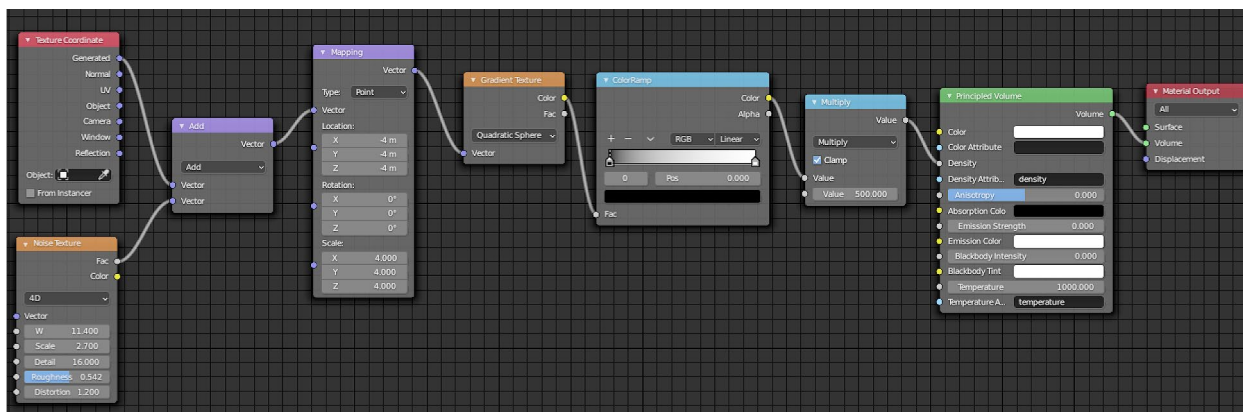 Texture Coordinate
Generated
Normal
UV
Object
Camera
Window
Reflection
Object:
From Instancer
Noise Texture
Fac
Color
4D
Vector
W 11.400
Scale 2.700
Detail 16.000
Roughness 0.542
Distortion 1.200
Add
Vector
Add
Vector
Vector
Mapping
Vector
Type: Point
Vector
Location:
X -4 m
Y -4 m
Z -4 m
Rotation:
X 0°
Y 0°
Z 0°
Scale:
X 4.000
Y 4.000
Z 4.000
Gradient Texture
Color
Fac
Quadratic Sphere
Vector
ColorRamp
Color
Alpha
RGB Linear
0 Pos 0.000
Fac
Multiply
Value
Multiply
Clamp
Value
Value 500.000
Principled Volume
Volume
Color
Color Attribute
Density
Density Attrib... density
Anisotropy 0.000
Absorption Colo
Emission Strength 0.000
Emission Color
Blackbody Intensity 0.000
Blackbody Tint
Temperature 1000.000
Temperature A... temperature
Material Output
All
Surface
Volume
Displacement